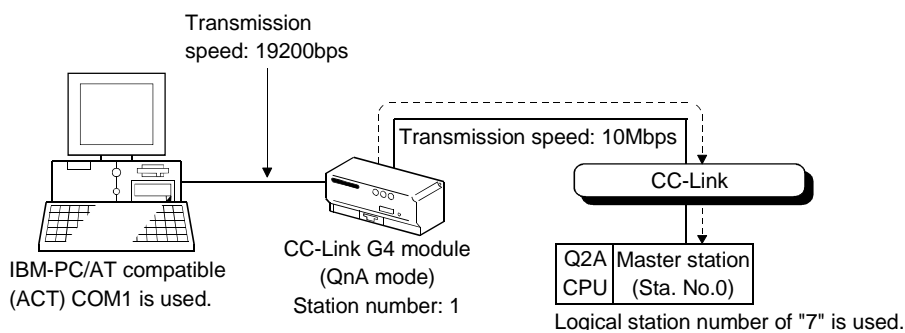 Transmission
speed: 19200bps
Transmission speed: 10Mbps
CC-Link
IBM-PC/AT compatible
(ACT) COM1 is used.
CC-Link G4 module
(QnA mode)
Station number: 1
Q2A
CPU
Master station
(Sta. No.0)
Logical station number of "7" is used.